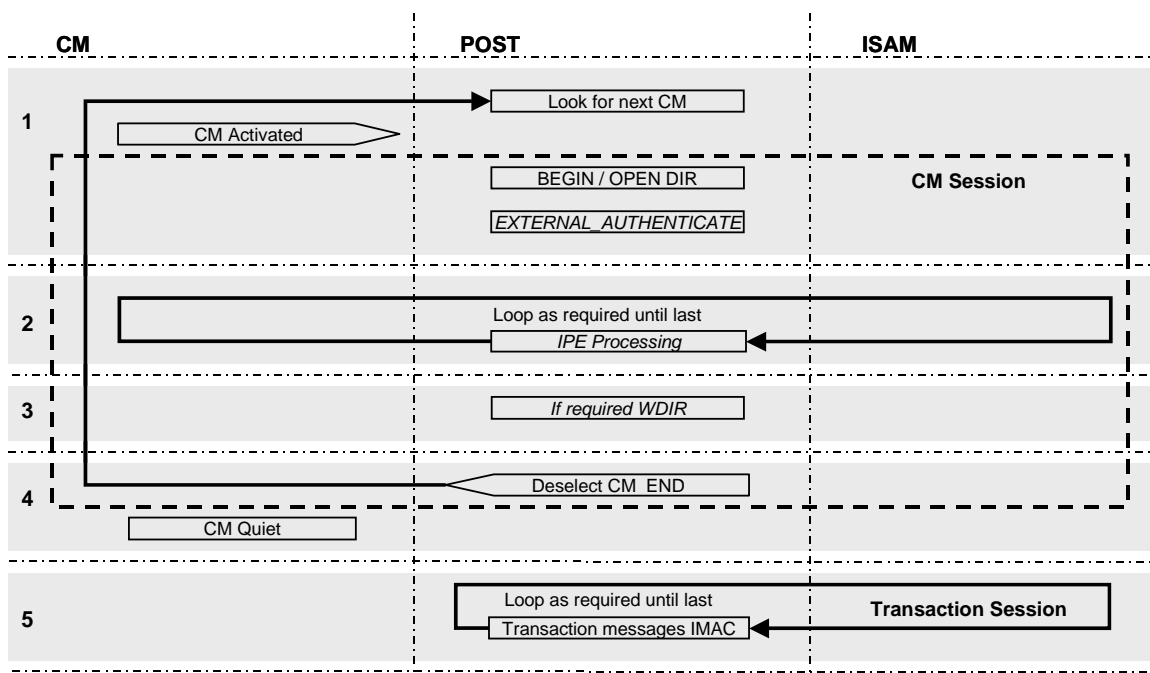 CM POST ISAM
1
Look for next CM
CM Activated
BEGIN / OPEN DIR
CM Session
EXTERNAL_AUTHENTICATE
2
Loop as required until last
IPE Processing
3
If required WDIR
4
Deselect CM END
CM Quiet
5
Loop as required until last
Transaction Session
Transaction messages IMAC